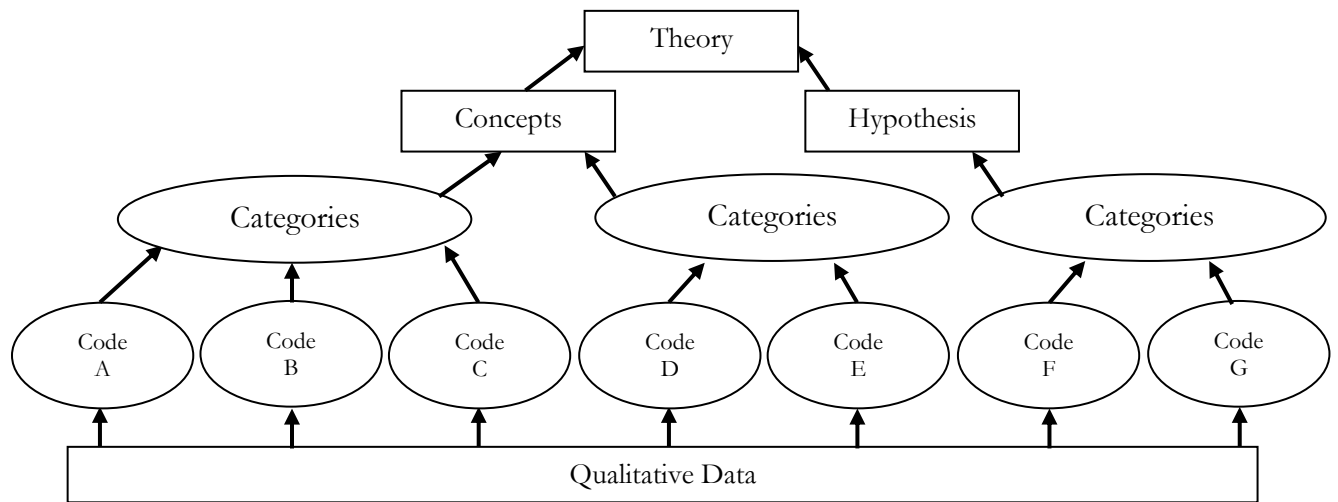 Theory
Concepts
Hypothesis
Categories
Categories
Categories
Code
A
Code
B
Code
C
Code
D
Code
E
Code
F
Code
G
Qualitative Data